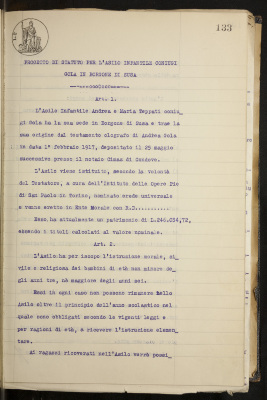 133
PROGETTO DI STATUTO PER L'ASILO INFANTILE CONIUGI
GOLA IN BORGONE DI SUSA
Art. 1.
L'Asilo Infantile Andrea e Maria Teppati coniu_
gi Gola ha la sua sede in Borgone di Susa e trae la
sua origine dal testamento olografo di Andrea Gola
in data 1° febbraio 1917, depositato il 25 maggio
successivo presso il notaio Cinan di Condove.
L'Asilo viene istituito, secondo la volontà
del Testatore, a cura dell'Istituto delle Opere Pie
di San Paolo in Torino, nominato erede universale
e venne eretto in Ente Morale con R.D.
Esso ha attualmente un patrimonio di L.246.034,72,
essendo i titoli calcolati al valore nominale.
Art. 2.
L'Asilo ha per iscopo l'istruzione morale, ci_
vile e religiosa dei bambini di età non minore de_
gli anni tre, nè maggiore degli anni sei.
Essi in ogni caso non possono rimanere nello
Asilo oltre il principio dell'anno scolastico nel
quale sono obbligati secondo le vigenti leggi e
per ragioni di età, a ricevere l'istruzione elemen_
tare.
Ai ragazzi ricoverati nell'Asilo verrà possi_